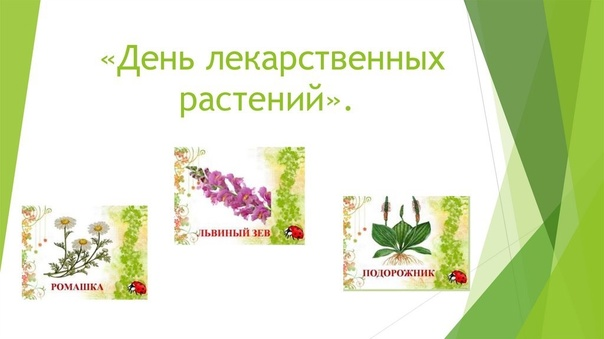 «День лекарственных
растений».
ЛЬВИНЫЙ ЗЕВ
РОМАШКА
ПОДОРОЖНИК